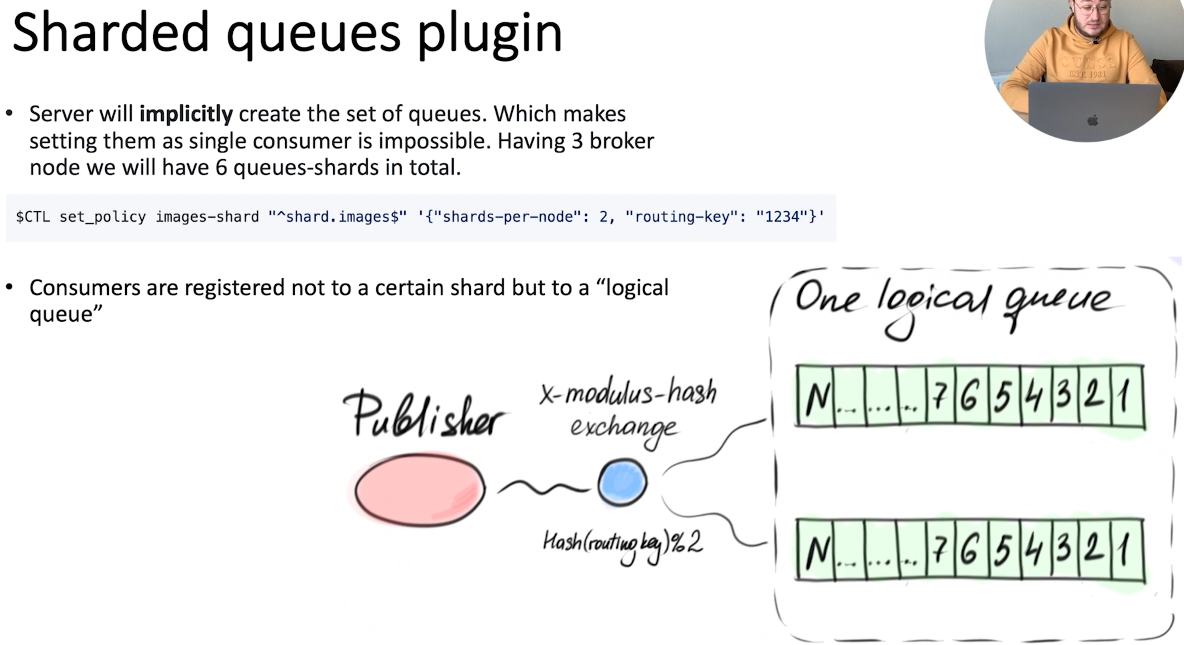 Sharded queues plugin
• Server will implicitly create the set of queues. Which makes
setting them as single consumer is impossible. Having 3 broker
node we will have 6 queues-shards in total.
$CTL set_policy images-shard "^shard.images$" '{"shards-per-node": 2, "routing-key": "1234"}'
• Consumers are registered not to a certain shard but to a “logical
queue”
One logical queue
N ... ... ... 7 6 5 4 3 2 1
Publisher
x-modulus-hash
exchange
Hash(routing key)%2
N ... ... ... 7 6 5 4 3 2 1